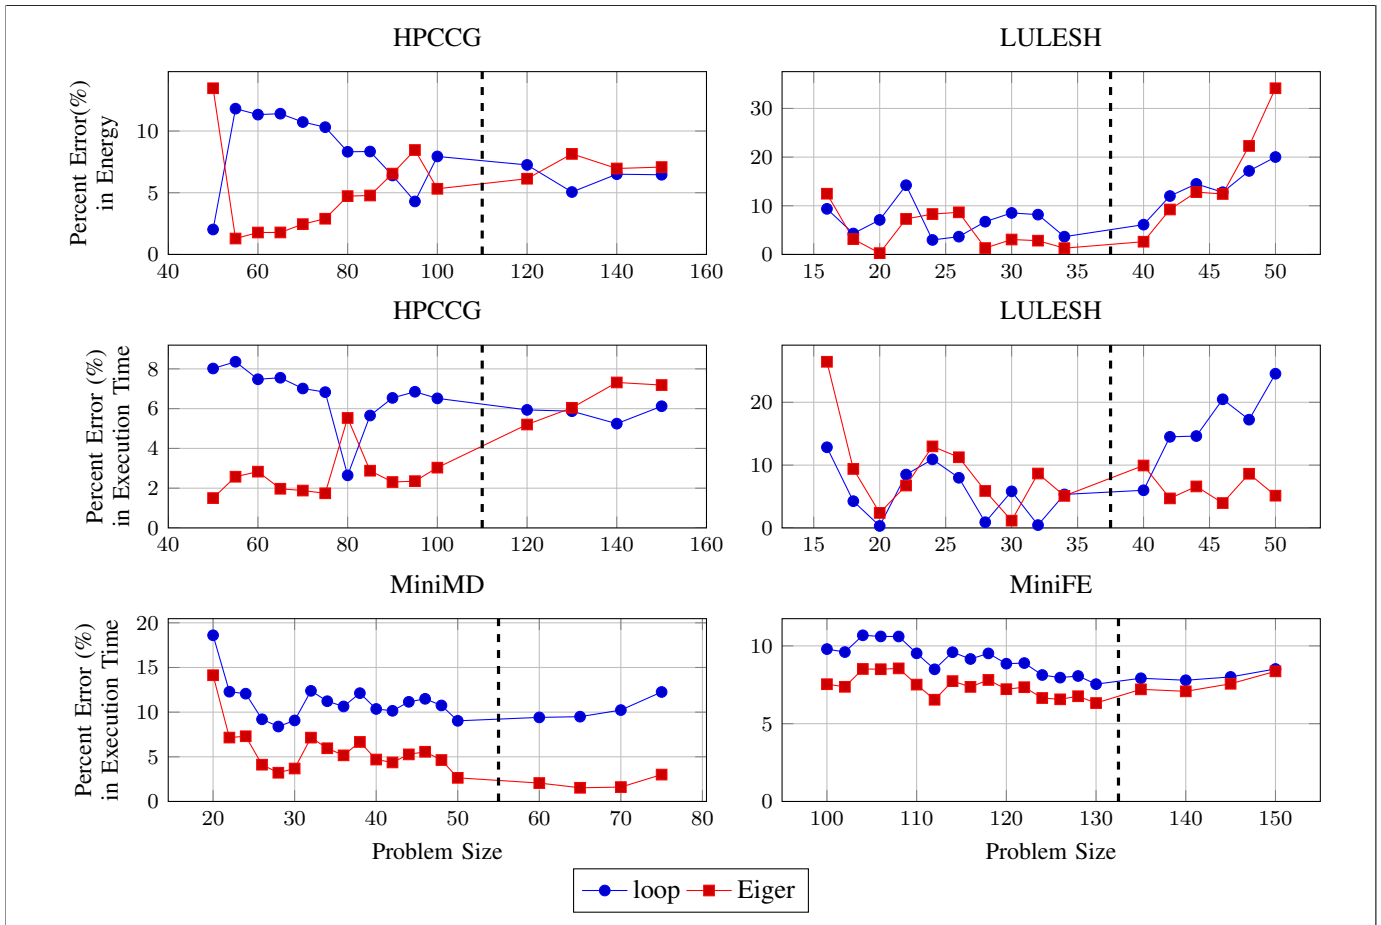 HPCCG
LULESH
Percent Error(%)
in Energy
0
5
10
40 60 80 100 120 140 160
0
10
20
30
15 20 25 30 35 40 45 50
HPCCG
LULESH
Percent Error (%)
in Execution Time
0
2
4
6
8
40 60 80 100 120 140 160
0
10
20
15 20 25 30 35 40 45 50
MiniMD
MiniFE
Percent Error (%)
in Execution Time
0
5
10
15
20
20 30 40 50 60 70 80
Problem Size
0
5
10
100 110 120 130 140 150
Problem Size
loop Eiger